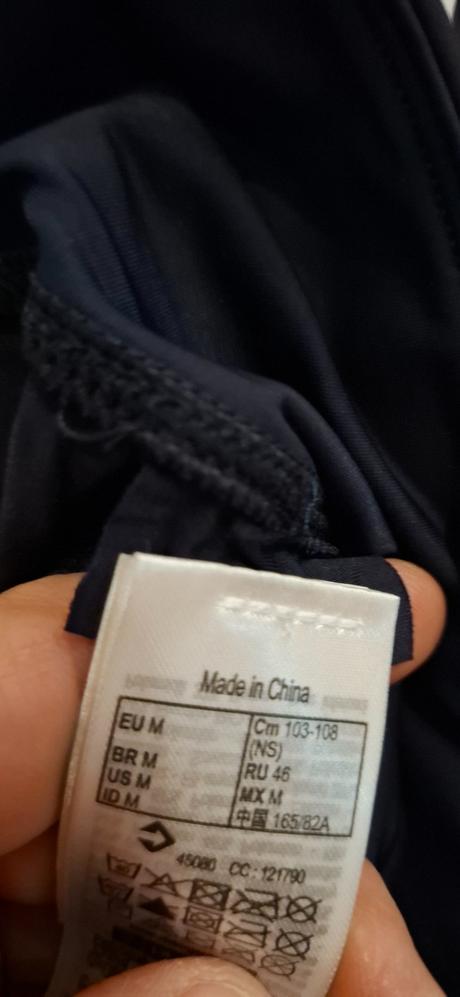 Made in China
EU M Cm 103-108
(NS)
BR M RU 46
US M MX M
ID M 中国 165/82A
45080 CC: 121790